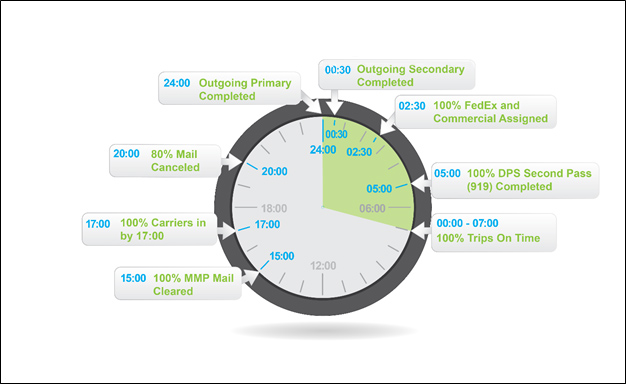 00:30 Outgoing Secondary
Completed
24:00 Outgoing Primary
Completed
02:30 100% FedEx and
Commercial Assigned
20:00 80% Mail
Canceled
05:00 100% DPS Second Pass
(919) Completed
17:00 100% Carriers in
by 17:00
00:00 - 07:00
100% Trips On Time
15:00 100% MMP Mail
Cleared
00:30
24:00
02:30
20:00
05:00
18:00
06:00
17:00
15:00
12:00